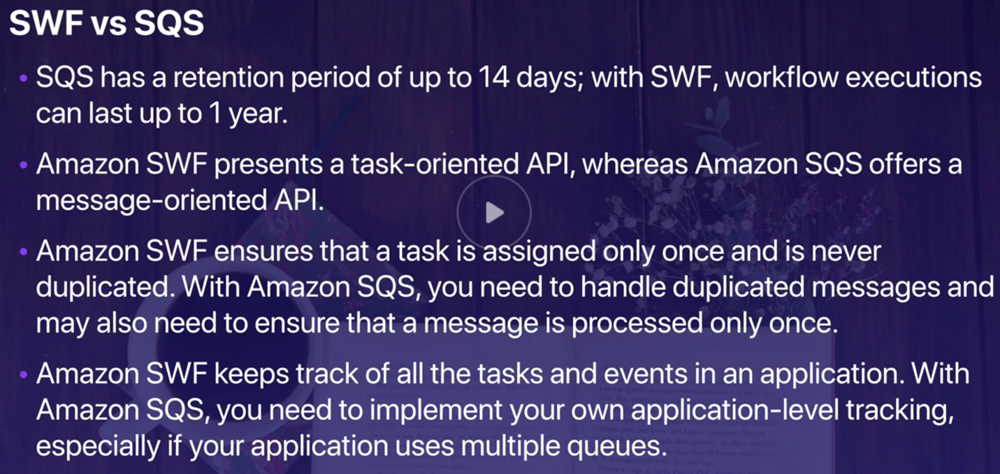 SWF vs SQS
• SQS has a retention period of up to 14 days; with SWF, workflow executions
can last up to 1 year.
• Amazon SWF presents a task-oriented API, whereas Amazon SQS offers a
message-oriented API.
• Amazon SWF ensures that a task is assigned only once and is never
duplicated. With Amazon SQS, you need to handle duplicated messages and
may also need to ensure that a message is processed only once.
• Amazon SWF keeps track of all the tasks and events in an application. With
Amazon SQS, you need to implement your own application-level tracking,
especially if your application uses multiple queues.